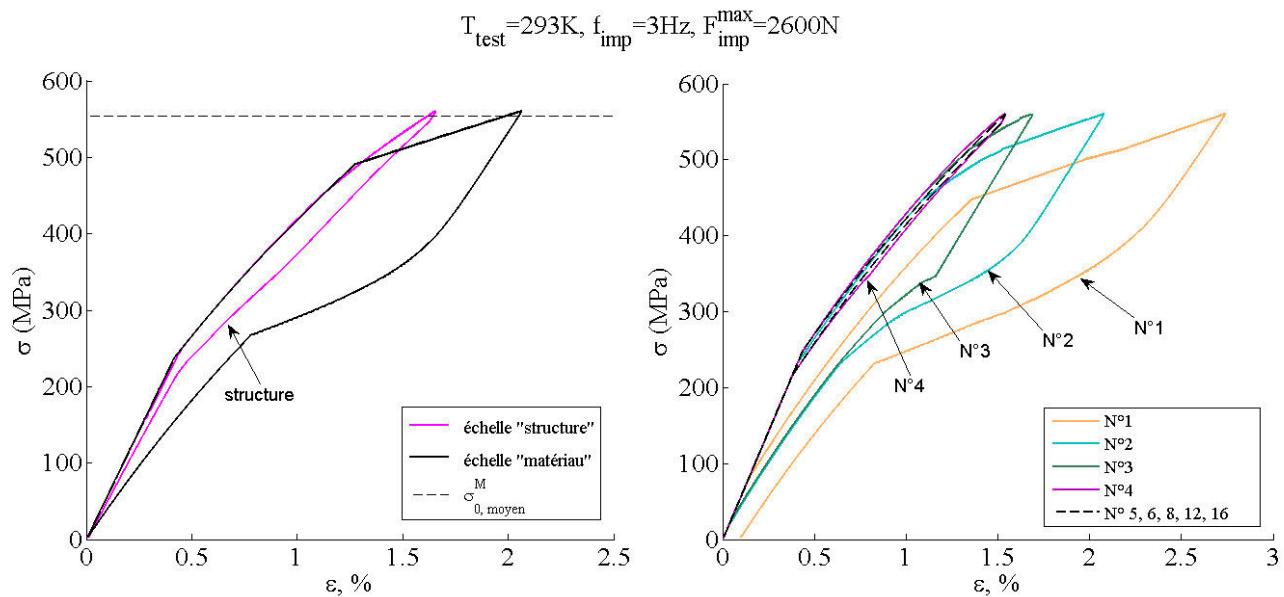 T_test=293K, f_imp=3Hz, F_imp^max=2600N
600
500
400
300
200
100
0
σ (MPa)
0
0.5
1
1.5
2
2.5
ε, %
structure
échelle "structure"
échelle "matériau"
σ^M_0, moyen
600
500
400
300
200
100
0
σ (MPa)
0
0.5
1
1.5
2
2.5
3
ε, %
N°1
N°2
N°3
N°4
N°1
N°2
N°3
N°4
N° 5, 6, 8, 12, 16